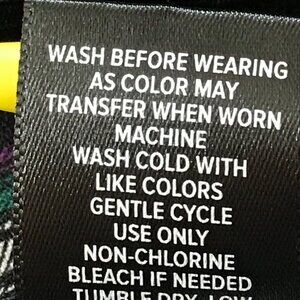 WASH BEFORE WEARING
AS COLOR MAY
TRANSFER WHEN WORN
MACHINE
WASH COLD WITH
LIKE COLORS
GENTLE CYCLE
USE ONLY
NON-CHLORINE
BLEACH IF NEEDED
TUMBLE DRY LOW